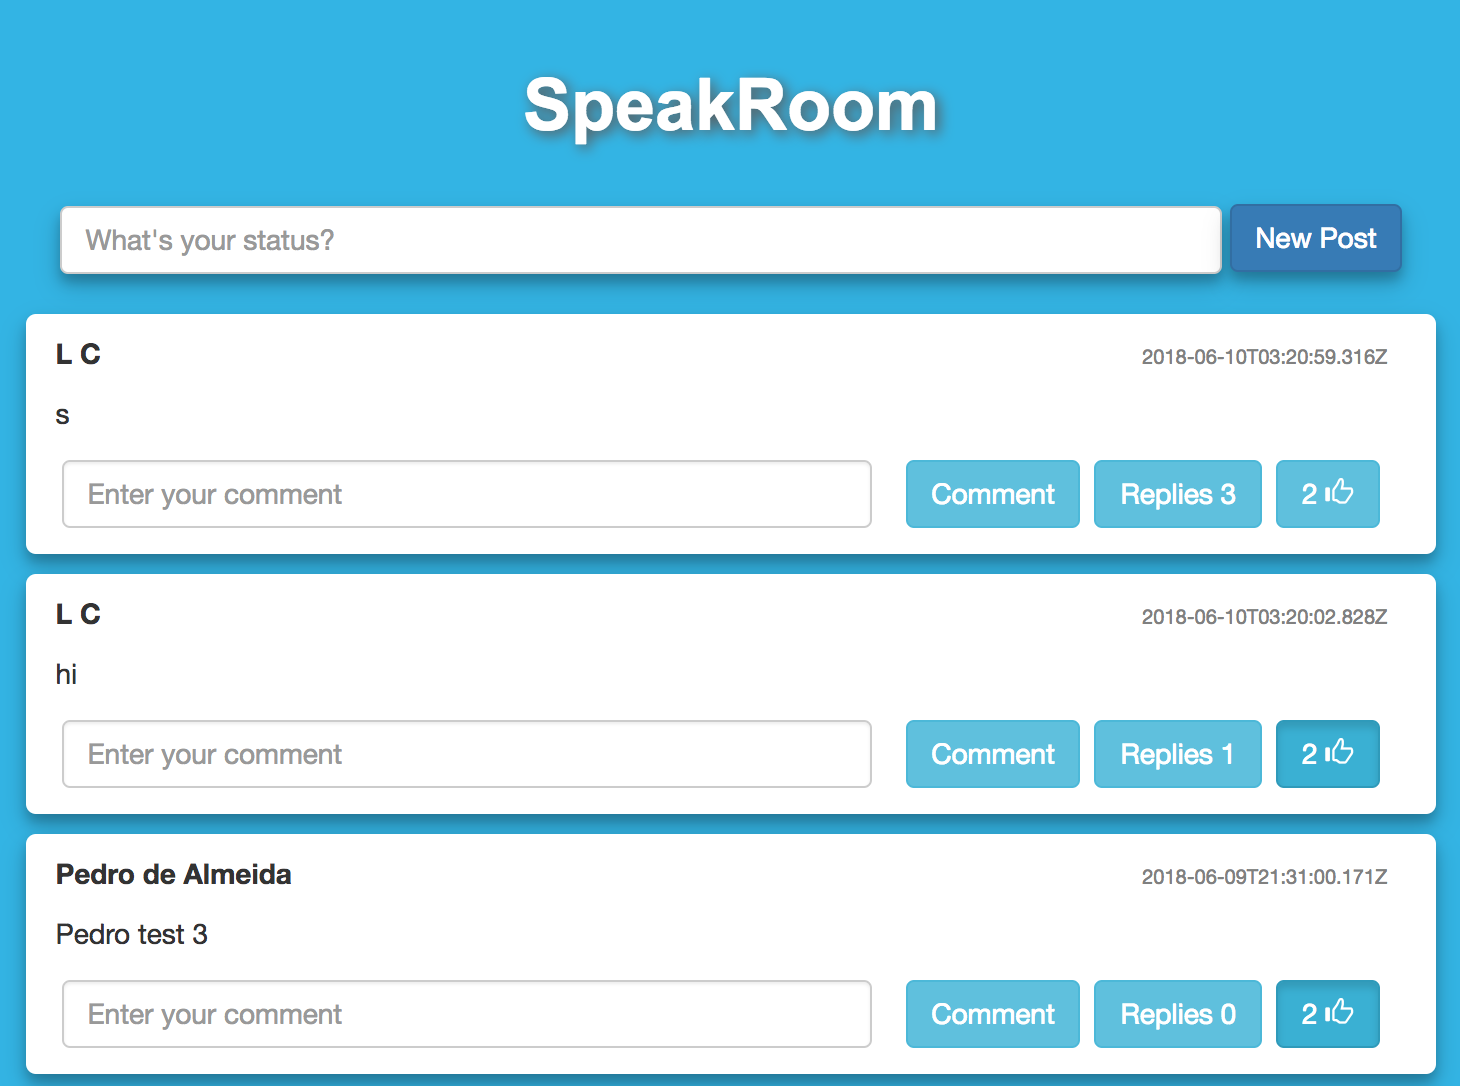 SpeakRoom
What's your status? New Post
L C 2018-06-10T03:20:59.316Z
s
Enter your comment Comment Replies 3 2
L C 2018-06-10T03:20:02.828Z
hi
Enter your comment Comment Replies 1 2
Pedro de Almeida 2018-06-09T21:31:00.171Z
Pedro test 3
Enter your comment Comment Replies 0 2